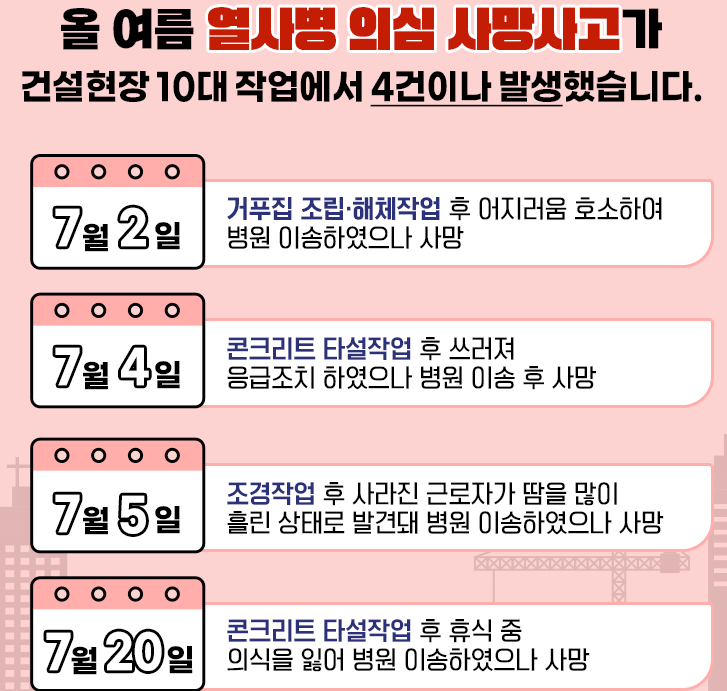 올 여름 열사병 의심 사망사고가
건설현장 10대 작업에서 4건이나 발생했습니다.
7월 2일
거푸집 조립·해체작업 후 어지러움 호소하여
병원 이송하였으나 사망
7월 4일
콘크리트 타설작업 후 쓰러져
응급조치 하였으나 병원 이송 후 사망
7월 5일
조경작업 후 사라진 근로자가 땀을 많이
흘린 상태로 발견돼 병원 이송하였으나 사망
7월 20일
콘크리트 타설작업 후 휴식 중
의식을 잃어 병원 이송하였으나 사망